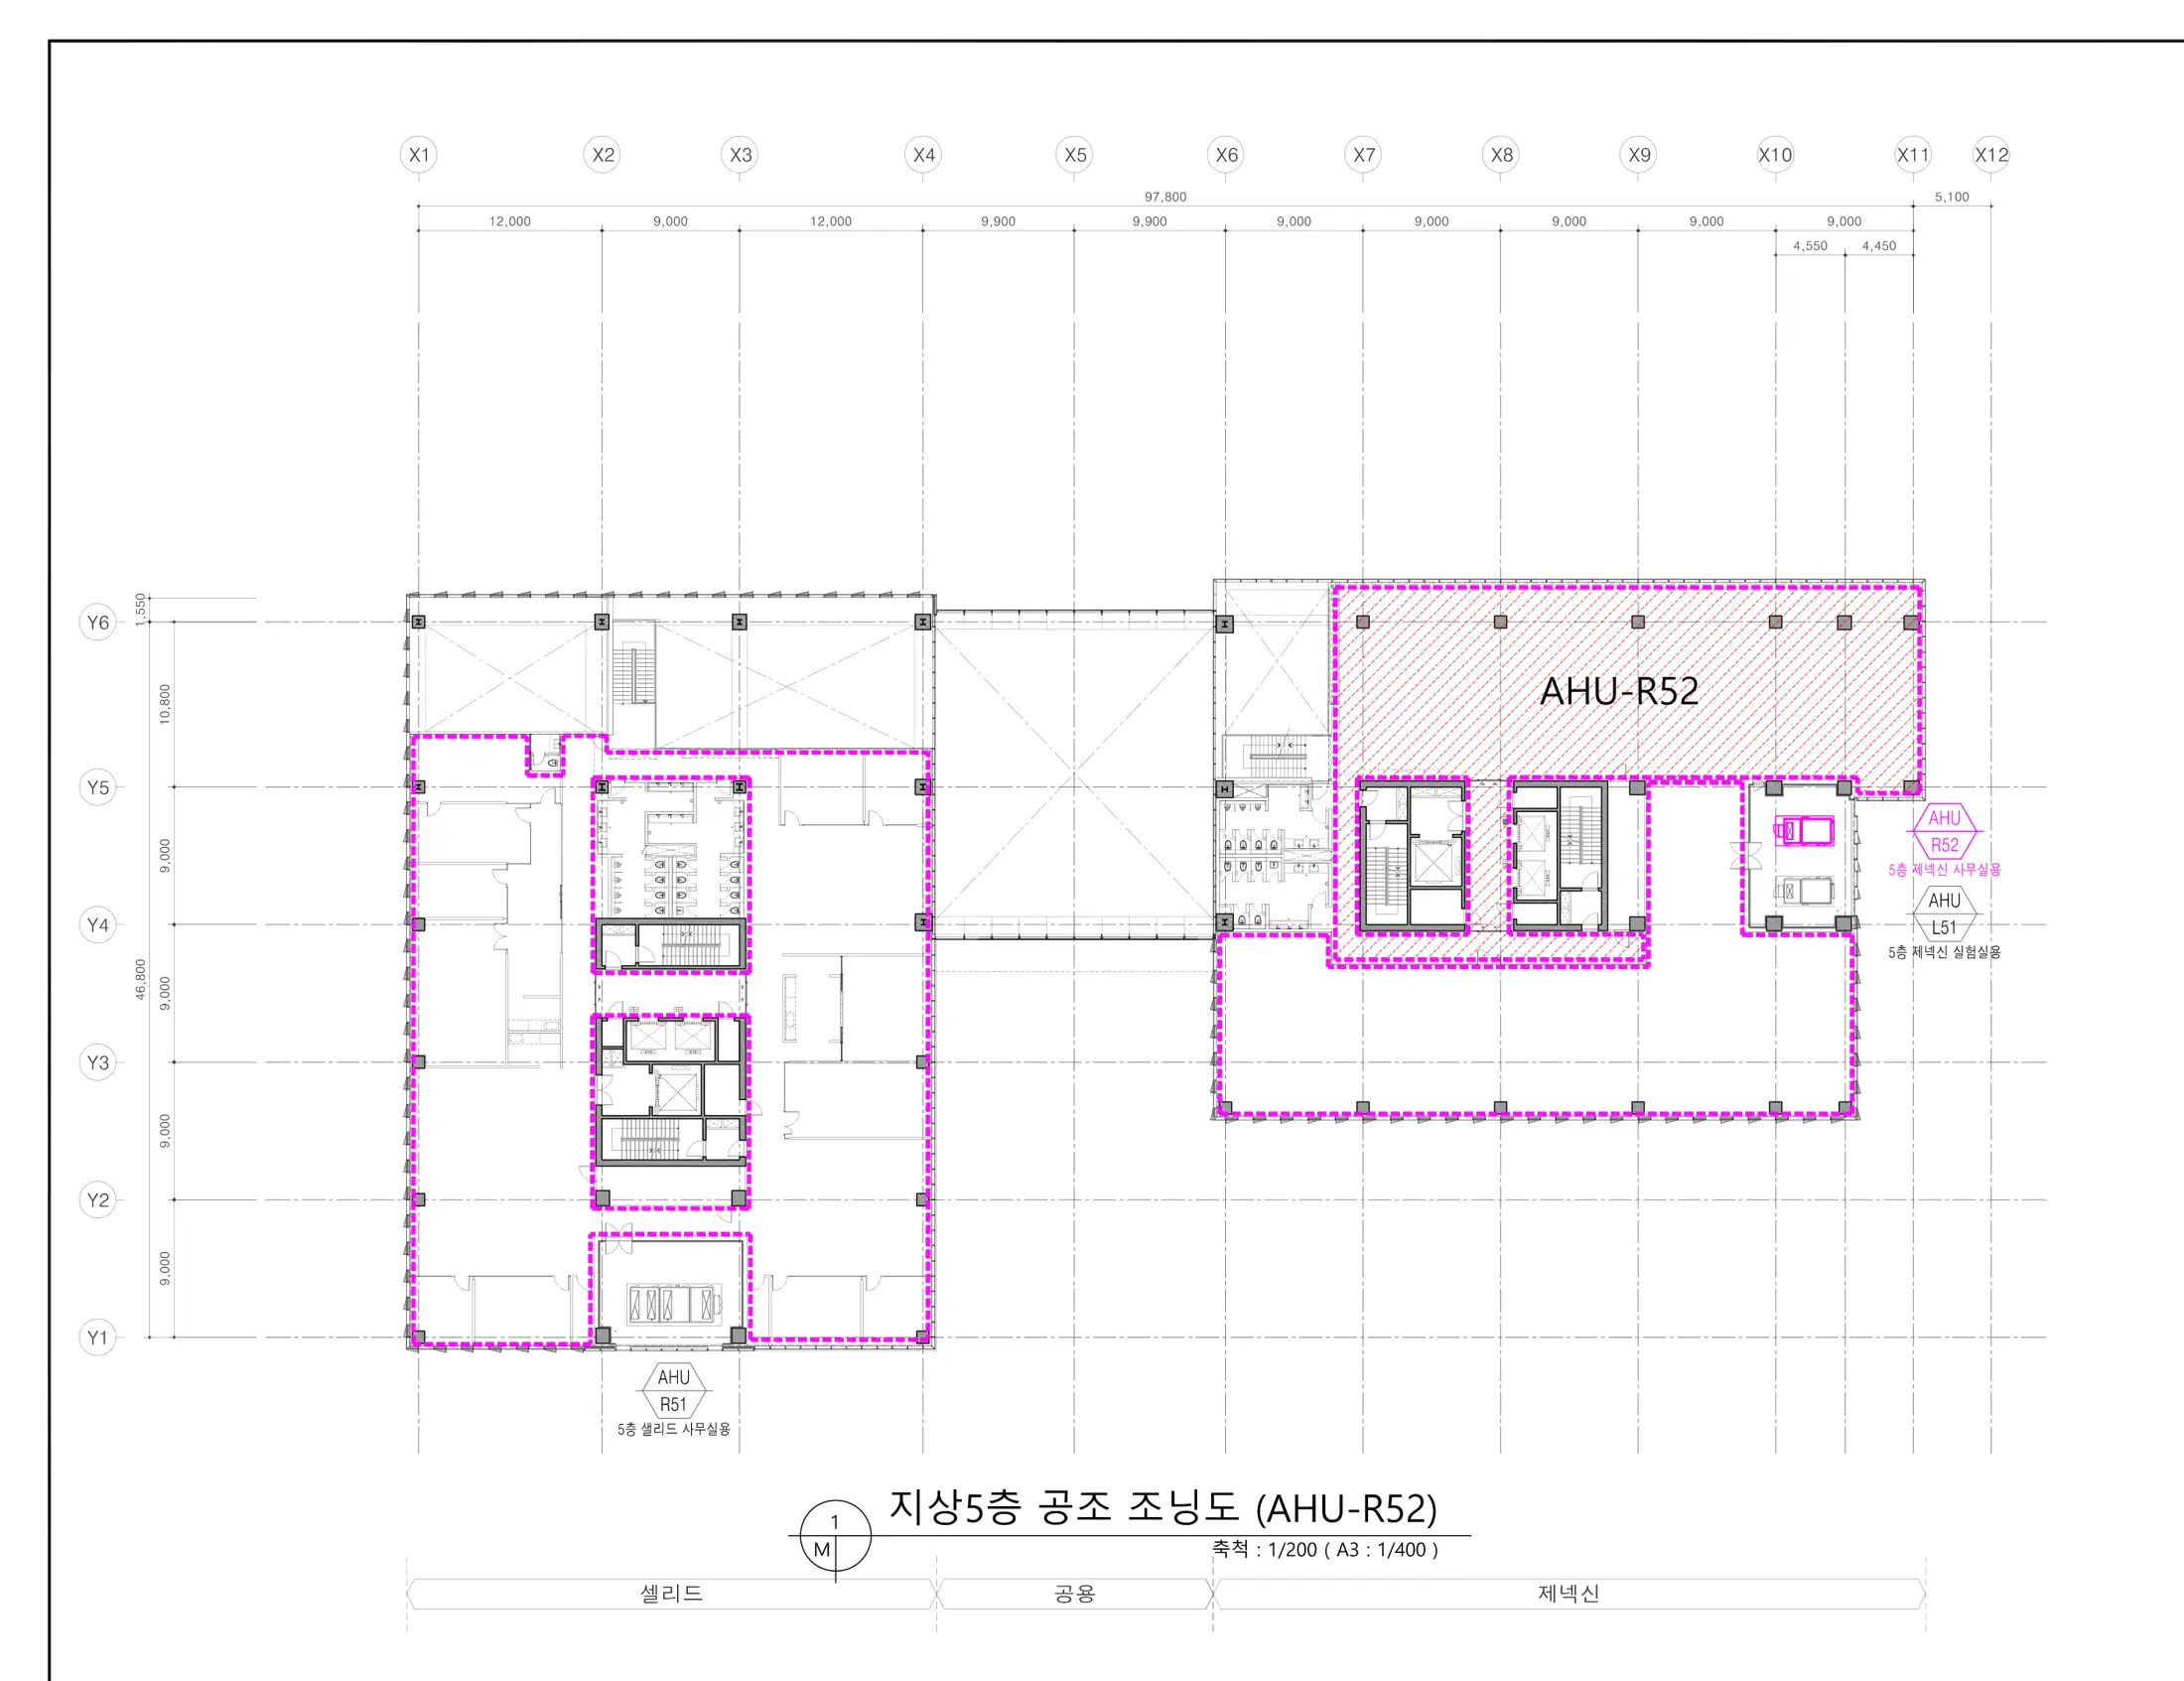 X1 X2 X3 X4 X5 X6 X7 X8 X9 X10 X11 X12
97,800 5,100
12,000 9,000 12,000 9,900 9,900 9,000 9,000 9,000 9,000 9,000
4,550 4,450
1,550
Y6
10,800
AHU-R52
Y5
AHU
R52
5층 제넥신 사무실용
9,000
AHU
L51
5층 제넥신 실험실용
Y4
46,800
9,000
Y3
9,000
Y2
9,000
Y1
AHU
R51
5층 샐리드 사무실용
1
M
지상5층 공조 조닝도 (AHU-R52)
축척 : 1/200 ( A3 : 1/400 )
셀리드 공용 제넥신